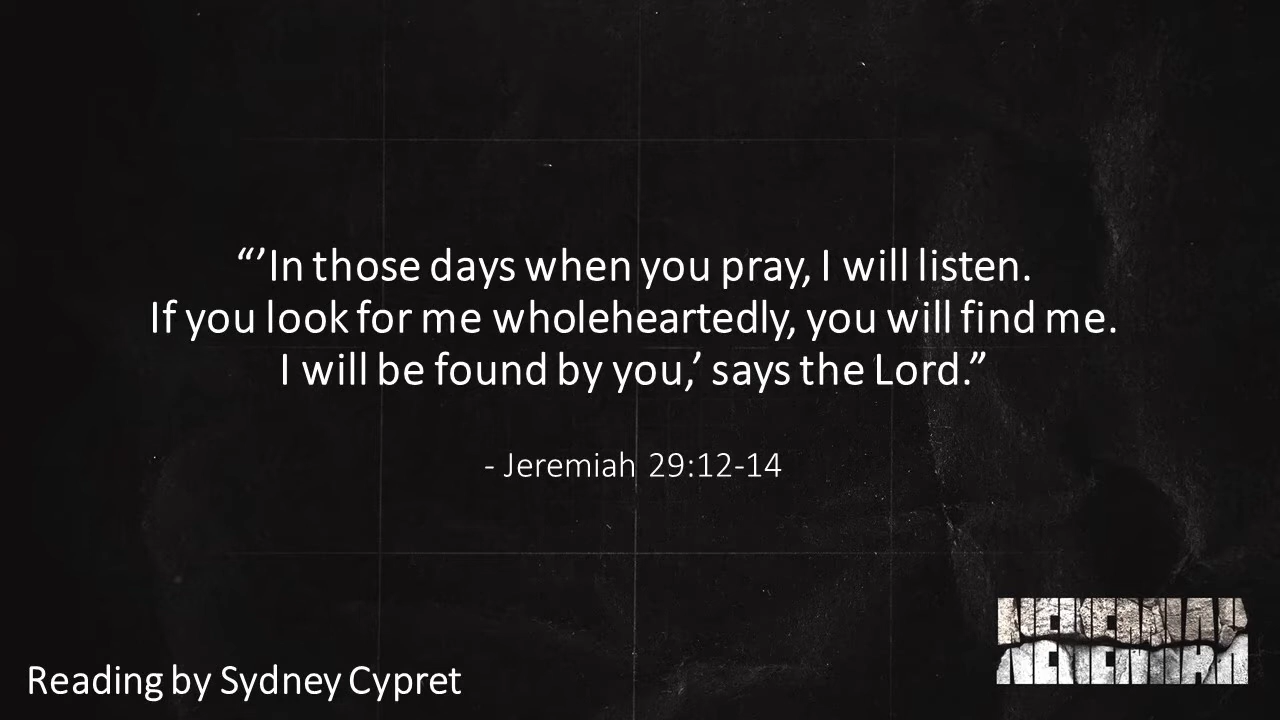 “’In those days when you pray, I will listen.
If you look for me wholeheartedly, you will find me.
I will be found by you,’ says the Lord.”
- Jeremiah 29:12-14
NEHEMIAH
Reading by Sydney Cypret